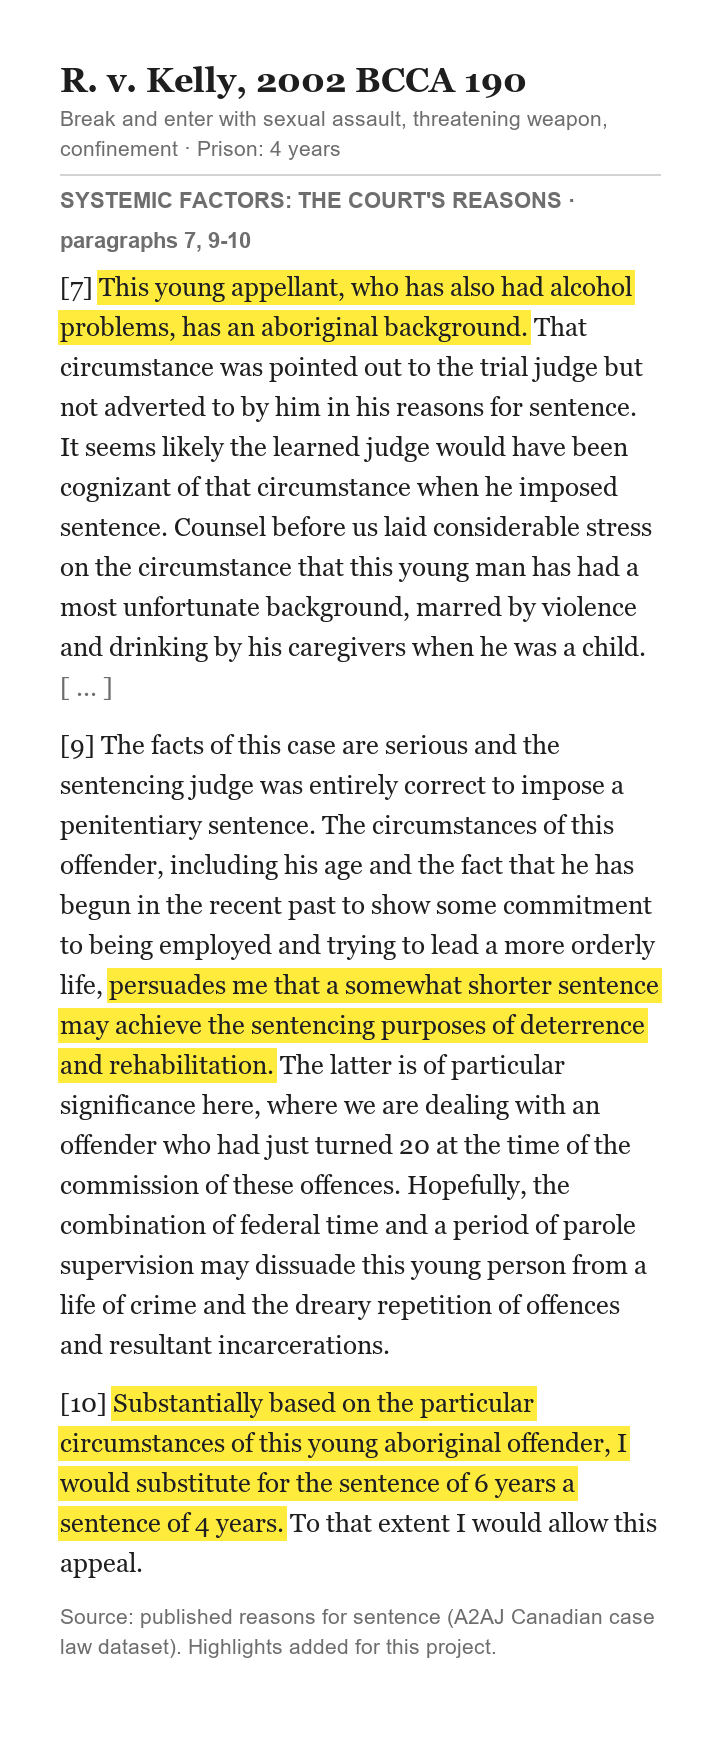 R. v. Kelly, 2002 BCCA 190
Break and enter with sexual assault, threatening weapon,
confinement · Prison: 4 years
SYSTEMIC FACTORS: THE COURT'S REASONS ·
paragraphs 7, 9-10
[7] This young appellant, who has also had alcohol
problems, has an aboriginal background. That
circumstance was pointed out to the trial judge but
not adverted to by him in his reasons for sentence.
It seems likely the learned judge would have been
cognizant of that circumstance when he imposed
sentence. Counsel before us laid considerable stress
on the circumstance that this young man has had a
most unfortunate background, marred by violence
and drinking by his caregivers when he was a child.
[ ... ]
[9] The facts of this case are serious and the
sentencing judge was entirely correct to impose a
penitentiary sentence. The circumstances of this
offender, including his age and the fact that he has
begun in the recent past to show some commitment
to being employed and trying to lead a more orderly
life, persuades me that a somewhat shorter sentence
may achieve the sentencing purposes of deterrence
and rehabilitation. The latter is of particular
significance here, where we are dealing with an
offender who had just turned 20 at the time of the
commission of these offences. Hopefully, the
combination of federal time and a period of parole
supervision may dissuade this young person from a
life of crime and the dreary repetition of offences
and resultant incarcerations.
[10] Substantially based on the particular
circumstances of this young aboriginal offender, I
would substitute for the sentence of 6 years a
sentence of 4 years. To that extent I would allow this
appeal.
Source: published reasons for sentence (A2AJ Canadian case
law dataset). Highlights added for this project.